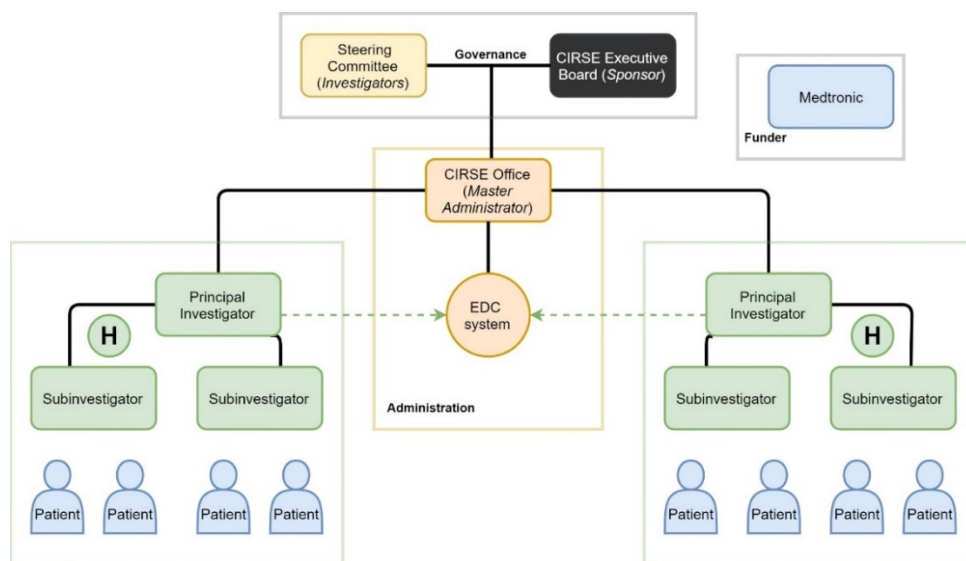 Steering
Committee
(Investigators)
Governance
CIRSE Executive
Board (Sponsor)
Medtronic
Funder
CIRSE Office
(Master
Administrator)
Principal
Investigator
EDC
system
Principal
Investigator
H
H
Subinvestigator
Subinvestigator
Subinvestigator
Subinvestigator
Administration
Patient
Patient
Patient
Patient
Patient
Patient
Patient
Patient